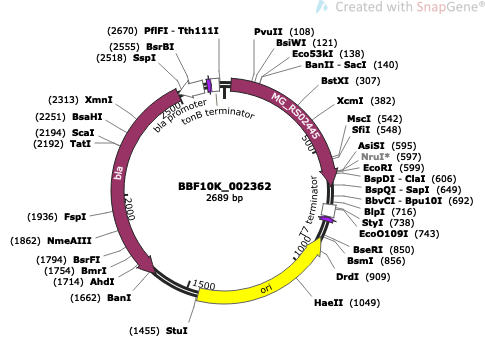 Created with SnapGene®
(2670) PflFI - Tth111I
(2555) BsrBI
(2518) SspI
(2313) XmnI
(2251) BsaHI
(2194) ScaI
(2192) TatI
(1936) FspI
(1862) NmeAIII
(1794) BsrFI
(1754) BmrI
(1714) AhdI
(1662) BanI
(1455) StuI
PvuII (108)
BsiWI (121)
Eco53kI (138)
BanII - SacI (140)
BstXI (307)
XcmI (382)
MscI (542)
SfiI (548)
AsiSI (595)
NruI* (597)
EcoRI (599)
BspDI - ClaI (606)
BspQI - SapI (649)
BbvCI - Bpu10I (692)
BlpI (716)
StyI (738)
EcoO109I (743)
BseRI (850)
BsmI (856)
DrdI (909)
HaeII (1049)
bla promoter
tonB terminator
MG_RS02445
T7 terminator
bla
ori
500
1000
1500
2000
2500
BBF10K_002362
2689 bp